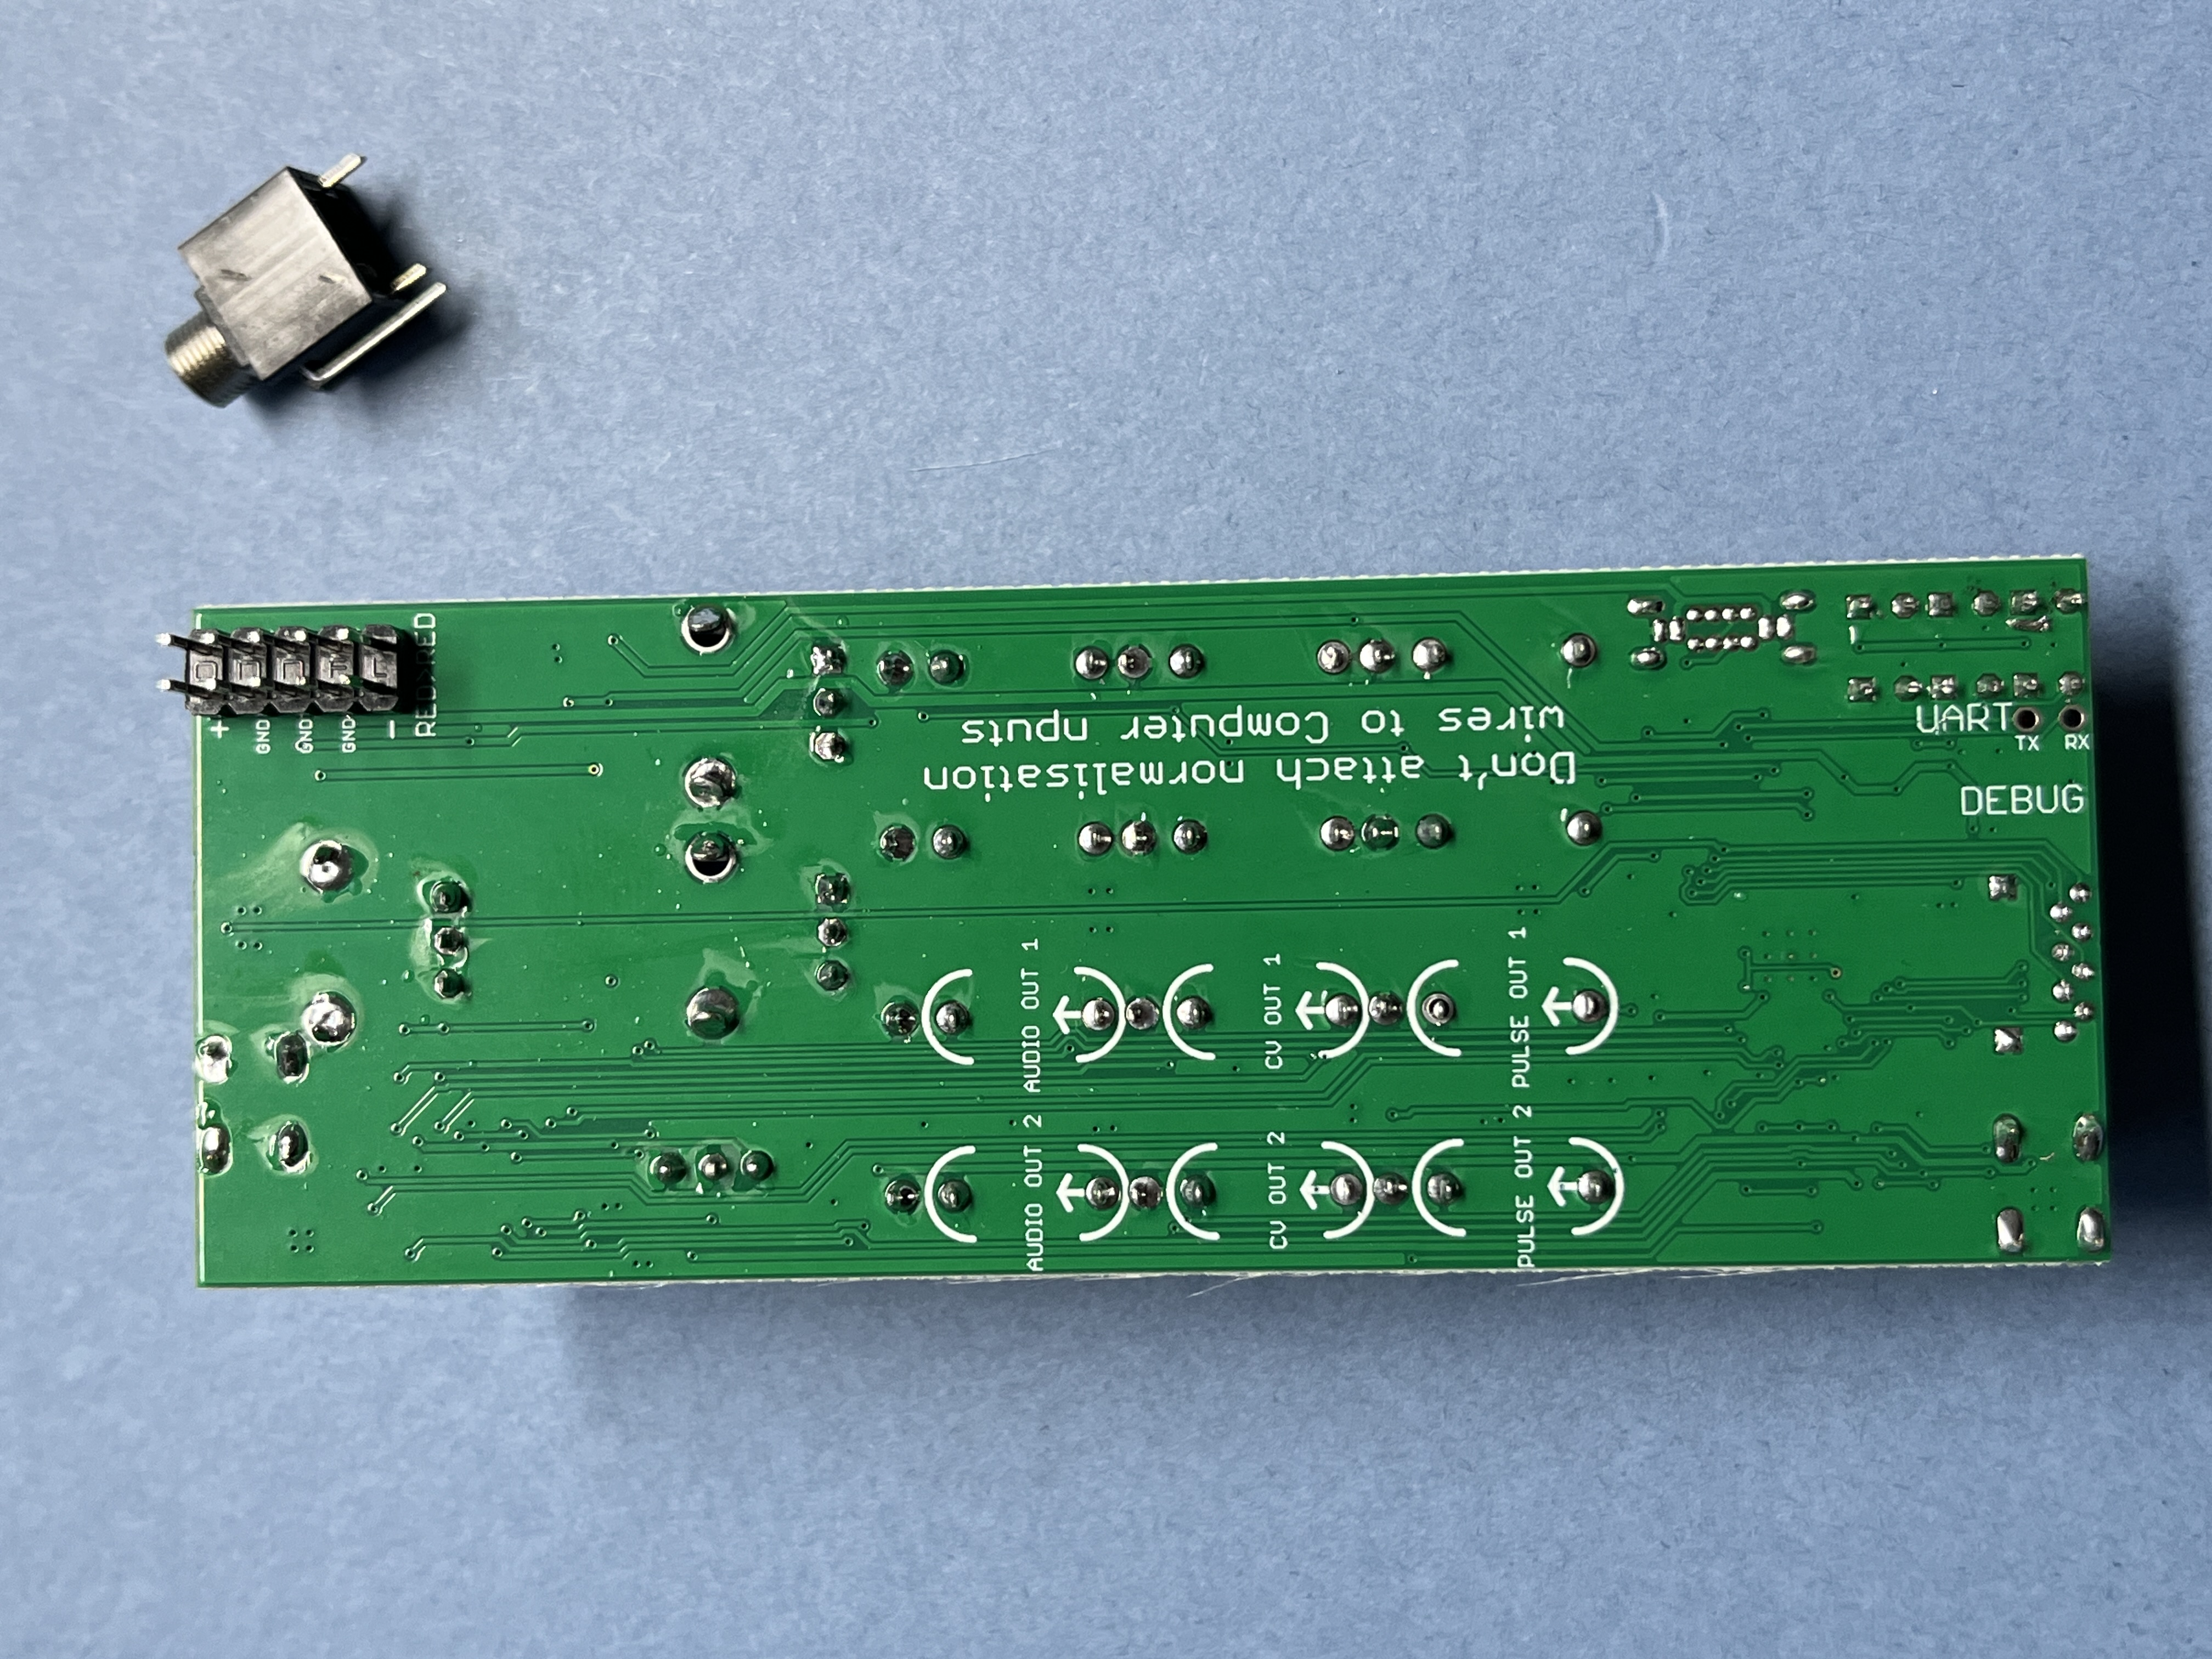 Don't attach normalisation
wires to Computer nputs
RED
RED
+
GND
GND
GND
-
UART
TX
RX
DEBUG
AUDIO OUT 1
CV OUT 1
PULSE OUT 1
AUDIO OUT 2
CV OUT 2
PULSE OUT 2